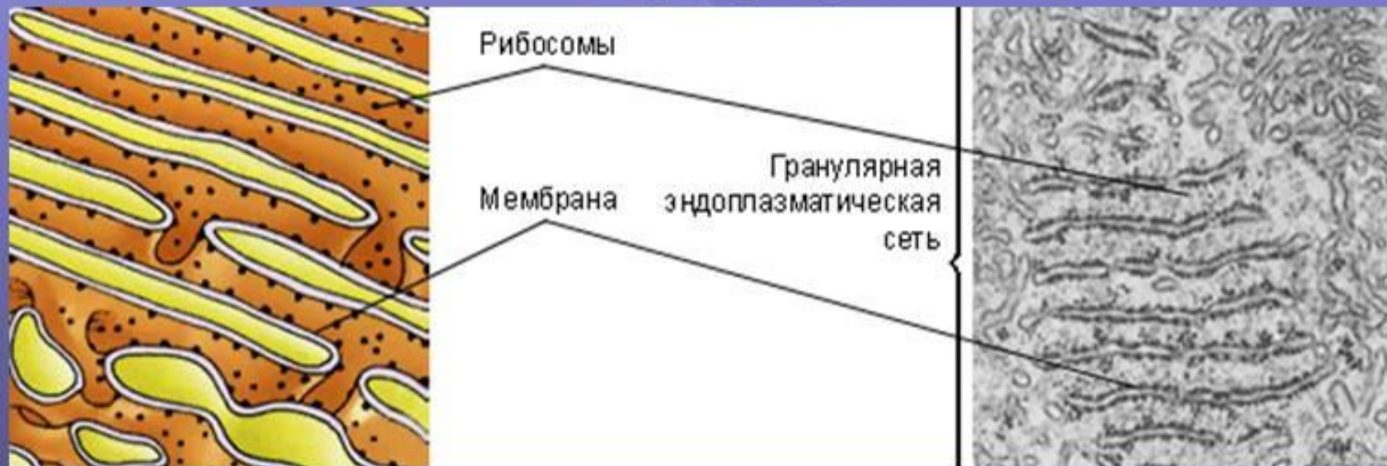 Рибосомы
Мембрана
Гранулярная
эндоплазматическая
сеть